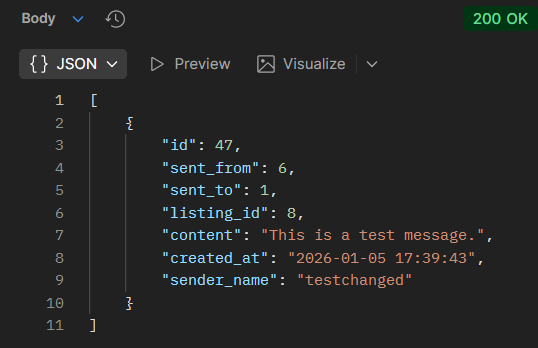 Body
200 OK
{} JSON
Preview
Visualize
1 [
2 {
3 "id": 47,
4 "sent_from": 6,
5 "sent_to": 1,
6 "listing_id": 8,
7 "content": "This is a test message.",
8 "created_at": "2026-01-05 17:39:43",
9 "sender_name": "testchanged"
10 }
11 ]